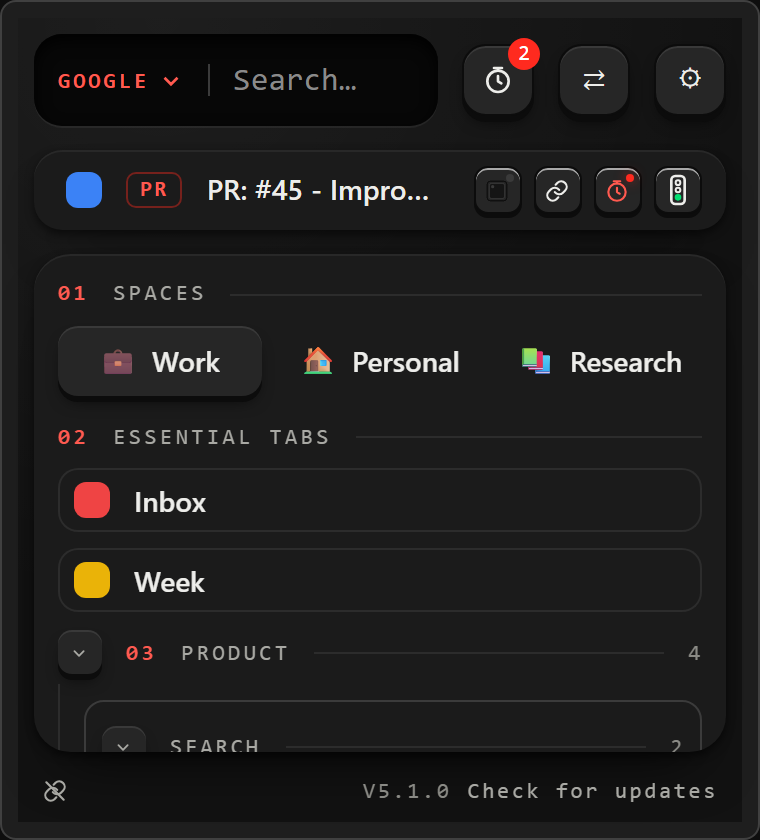 GOOGLE Search… 2
PR PR: #45 - Impro…
01 SPACES
Work Personal Research
02 ESSENTIAL TABS
Inbox
Week
03 PRODUCT 4
SEARCH 2
V5.1.0 Check for updates